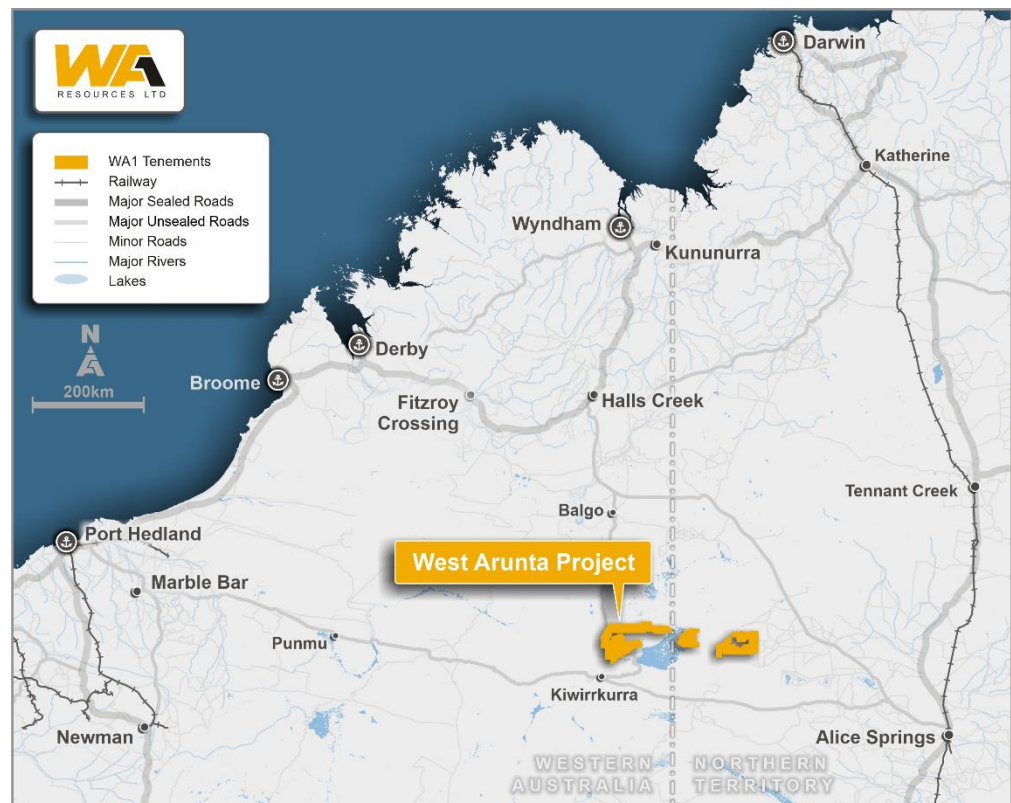 WA1
RESOURCES LTD
WA1 Tenements
Railway
Major Sealed Roads
Major Unsealed Roads
Minor Roads
Major Rivers
Lakes
N
200km
Darwin
Katherine
Wyndham
Kununurra
Derby
Broome
Fitzroy
Crossing
Halls Creek
Tennant Creek
Balgo
Port Hedland
West Arunta Project
Marble Bar
Punmu
Kiwirrkurra
Newman
Alice Springs
WESTERN
AUSTRALIA
NORTHERN
TERRITORY